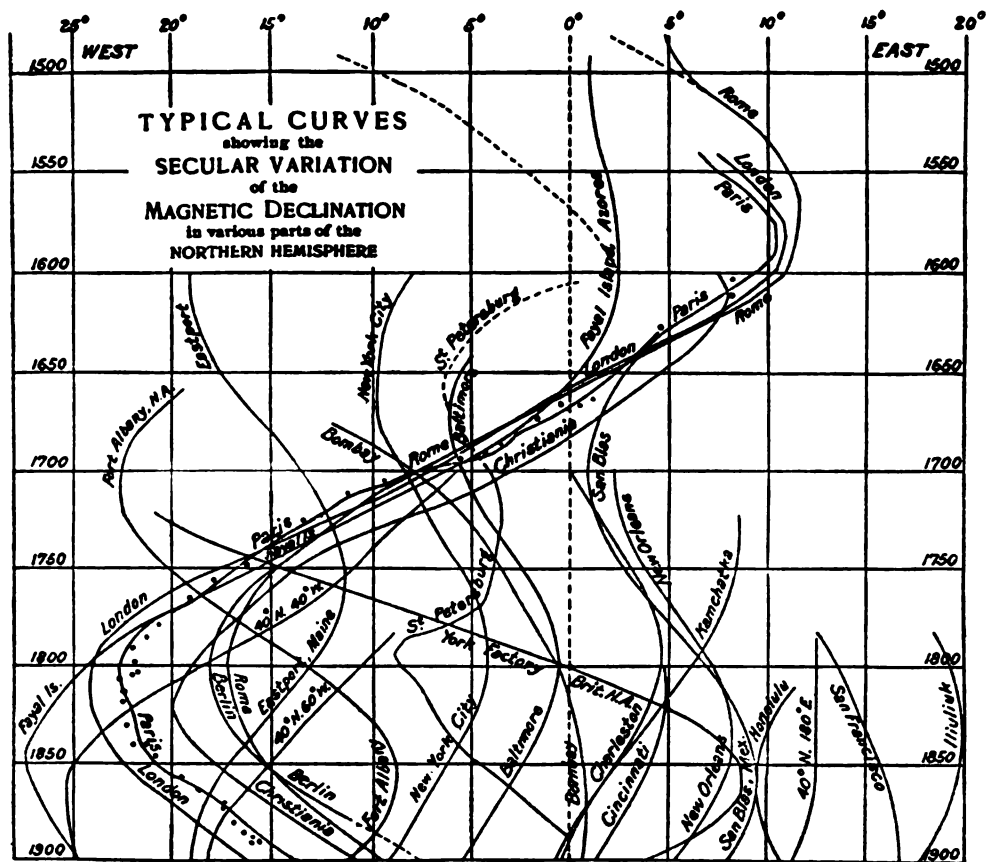 25° 20° 15° 10° 5° 0° 5° 10° 15° 20°
WEST EAST
1500 1500
TYPICAL CURVES
showing the
SECULAR VARIATION
of the
MAGNETIC DECLINATION
in various parts of the
NORTHERN HEMISPHERE
Rome
1550 1550
London
Paris
Fayal Island, Azores
1600 1600
Eastport
New York City
St Petersburg
Paris
Rome
London
1650 1650
Baltimore
Fort Albany, N.A.
Bombay
Rome
Christiania
San Blas
1700 1700
New Orleans
Paris
1750 1750
St Petersburg
Kamchatka
London
40°N. 40°W.
York Factory
Brit. N.A.
1800 1800
Fayal Is.
Rome
Berlin
Eastport, Maine
40°N. 60°W.
Paris
London
Berlin
Christiania
Fort Albany
New York City
Baltimore
Bombay
Charleston
Cincinnati
New Orleans
San Blas, Mex.
Honolulu
40°N. 180°E
San Francisco
Iliuliuk
1850 1850
1900 1900